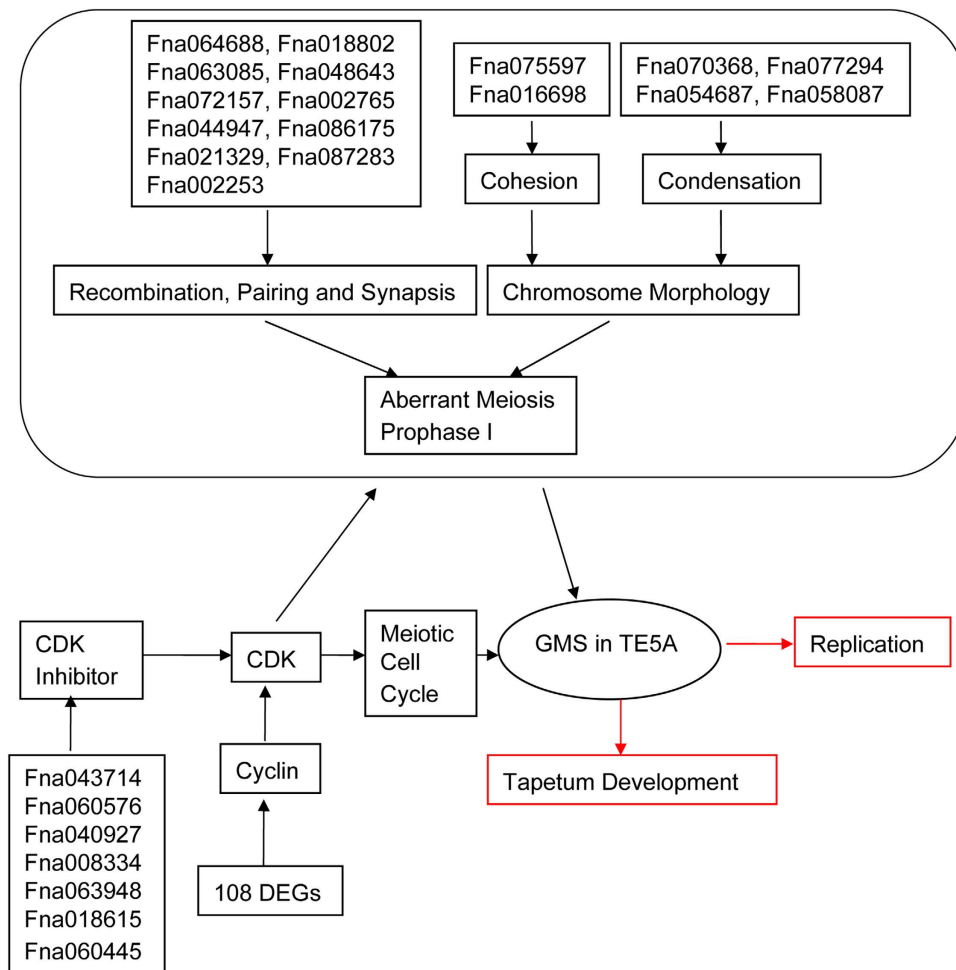 Fna064688, Fna018802
Fna063085, Fna048643
Fna072157, Fna002765
Fna044947, Fna086175
Fna021329, Fna087283
Fna002253
Fna075597
Fna016698
Fna070368, Fna077294
Fna054687, Fna058087
Cohesion
Condensation
Recombination, Pairing and Synapsis
Chromosome Morphology
Aberrant Meiosis
Prophase I
CDK
Inhibitor
CDK
Meiotic
Cell
Cycle
GMS in TE5A
Replication
Cyclin
Tapetum Development
Fna043714
Fna060576
Fna040927
Fna008334
Fna063948
Fna018615
Fna060445
108 DEGs